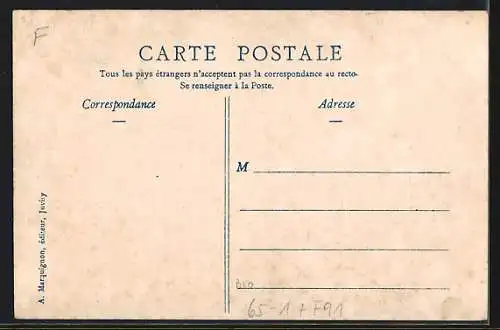 F
CARTE POSTALE
Tous les pays étrangers n'acceptent pas la correspondance au recto-
Se renseigner à la Poste.
Correspondance
Adresse
M
A. Marquignon, éditeur, Juvisy
65-1 + F91